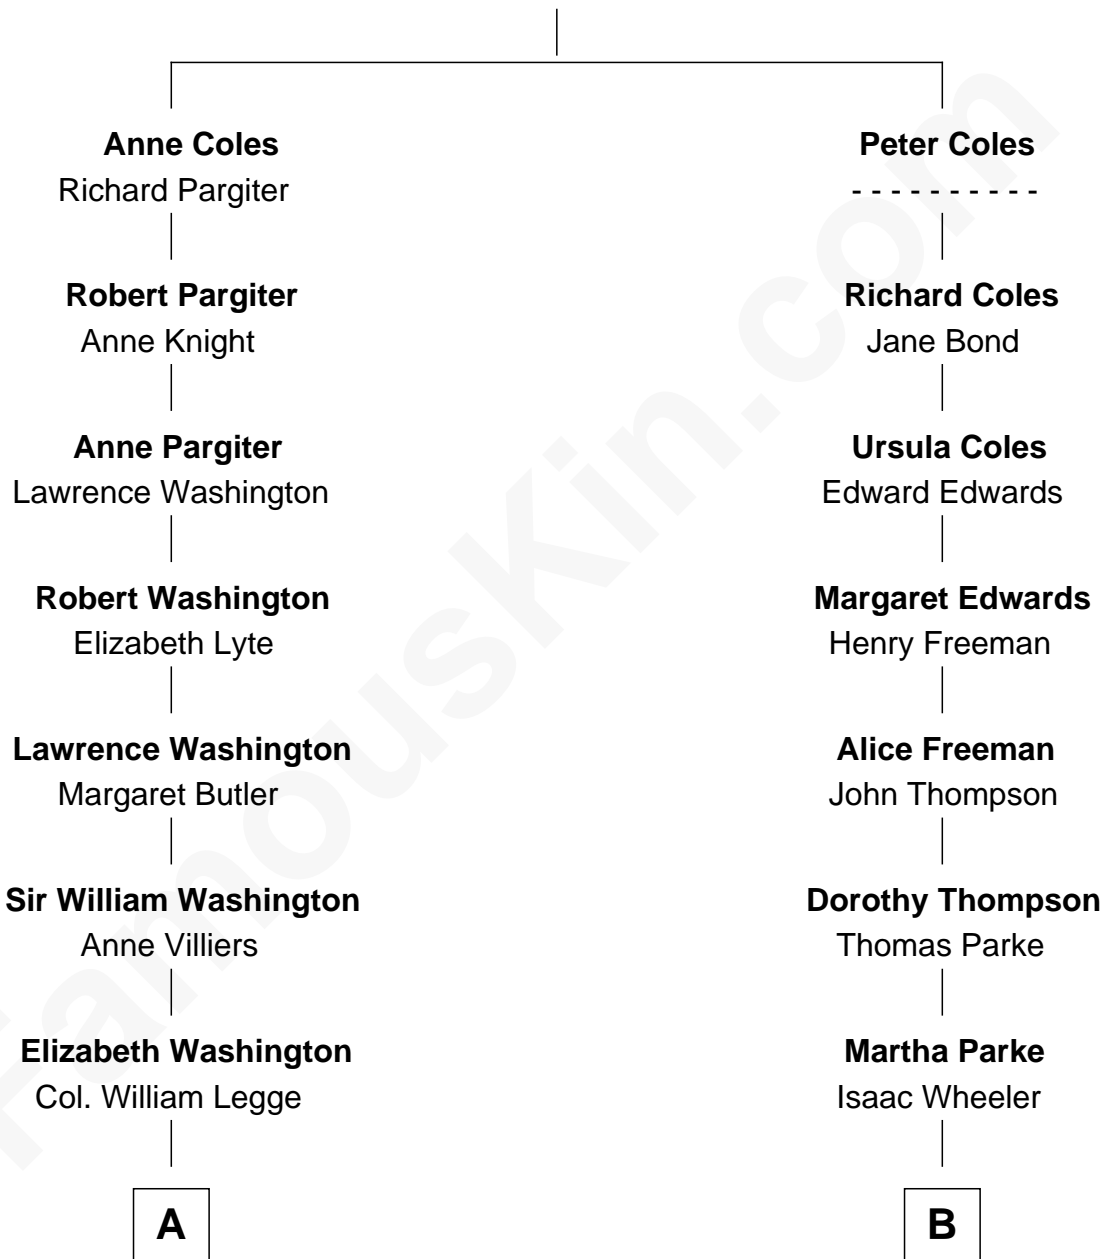 Anne Coles
Richard Pargiter
Robert Pargiter
Anne Knight
Anne Pargiter
Lawrence Washington
Robert Washington
Elizabeth Lyte
Lawrence Washington
Margaret Butler
Sir William Washington
Anne Villiers
Elizabeth Washington
Col. William Legge
A
Peter Coles
- - - - - - - - - -
Richard Coles
Jane Bond
Ursula Coles
Edward Edwards
Margaret Edwards
Henry Freeman
Alice Freeman
John Thompson
Dorothy Thompson
Thomas Parke
Martha Parke
Isaac Wheeler
B
FamousKin.com